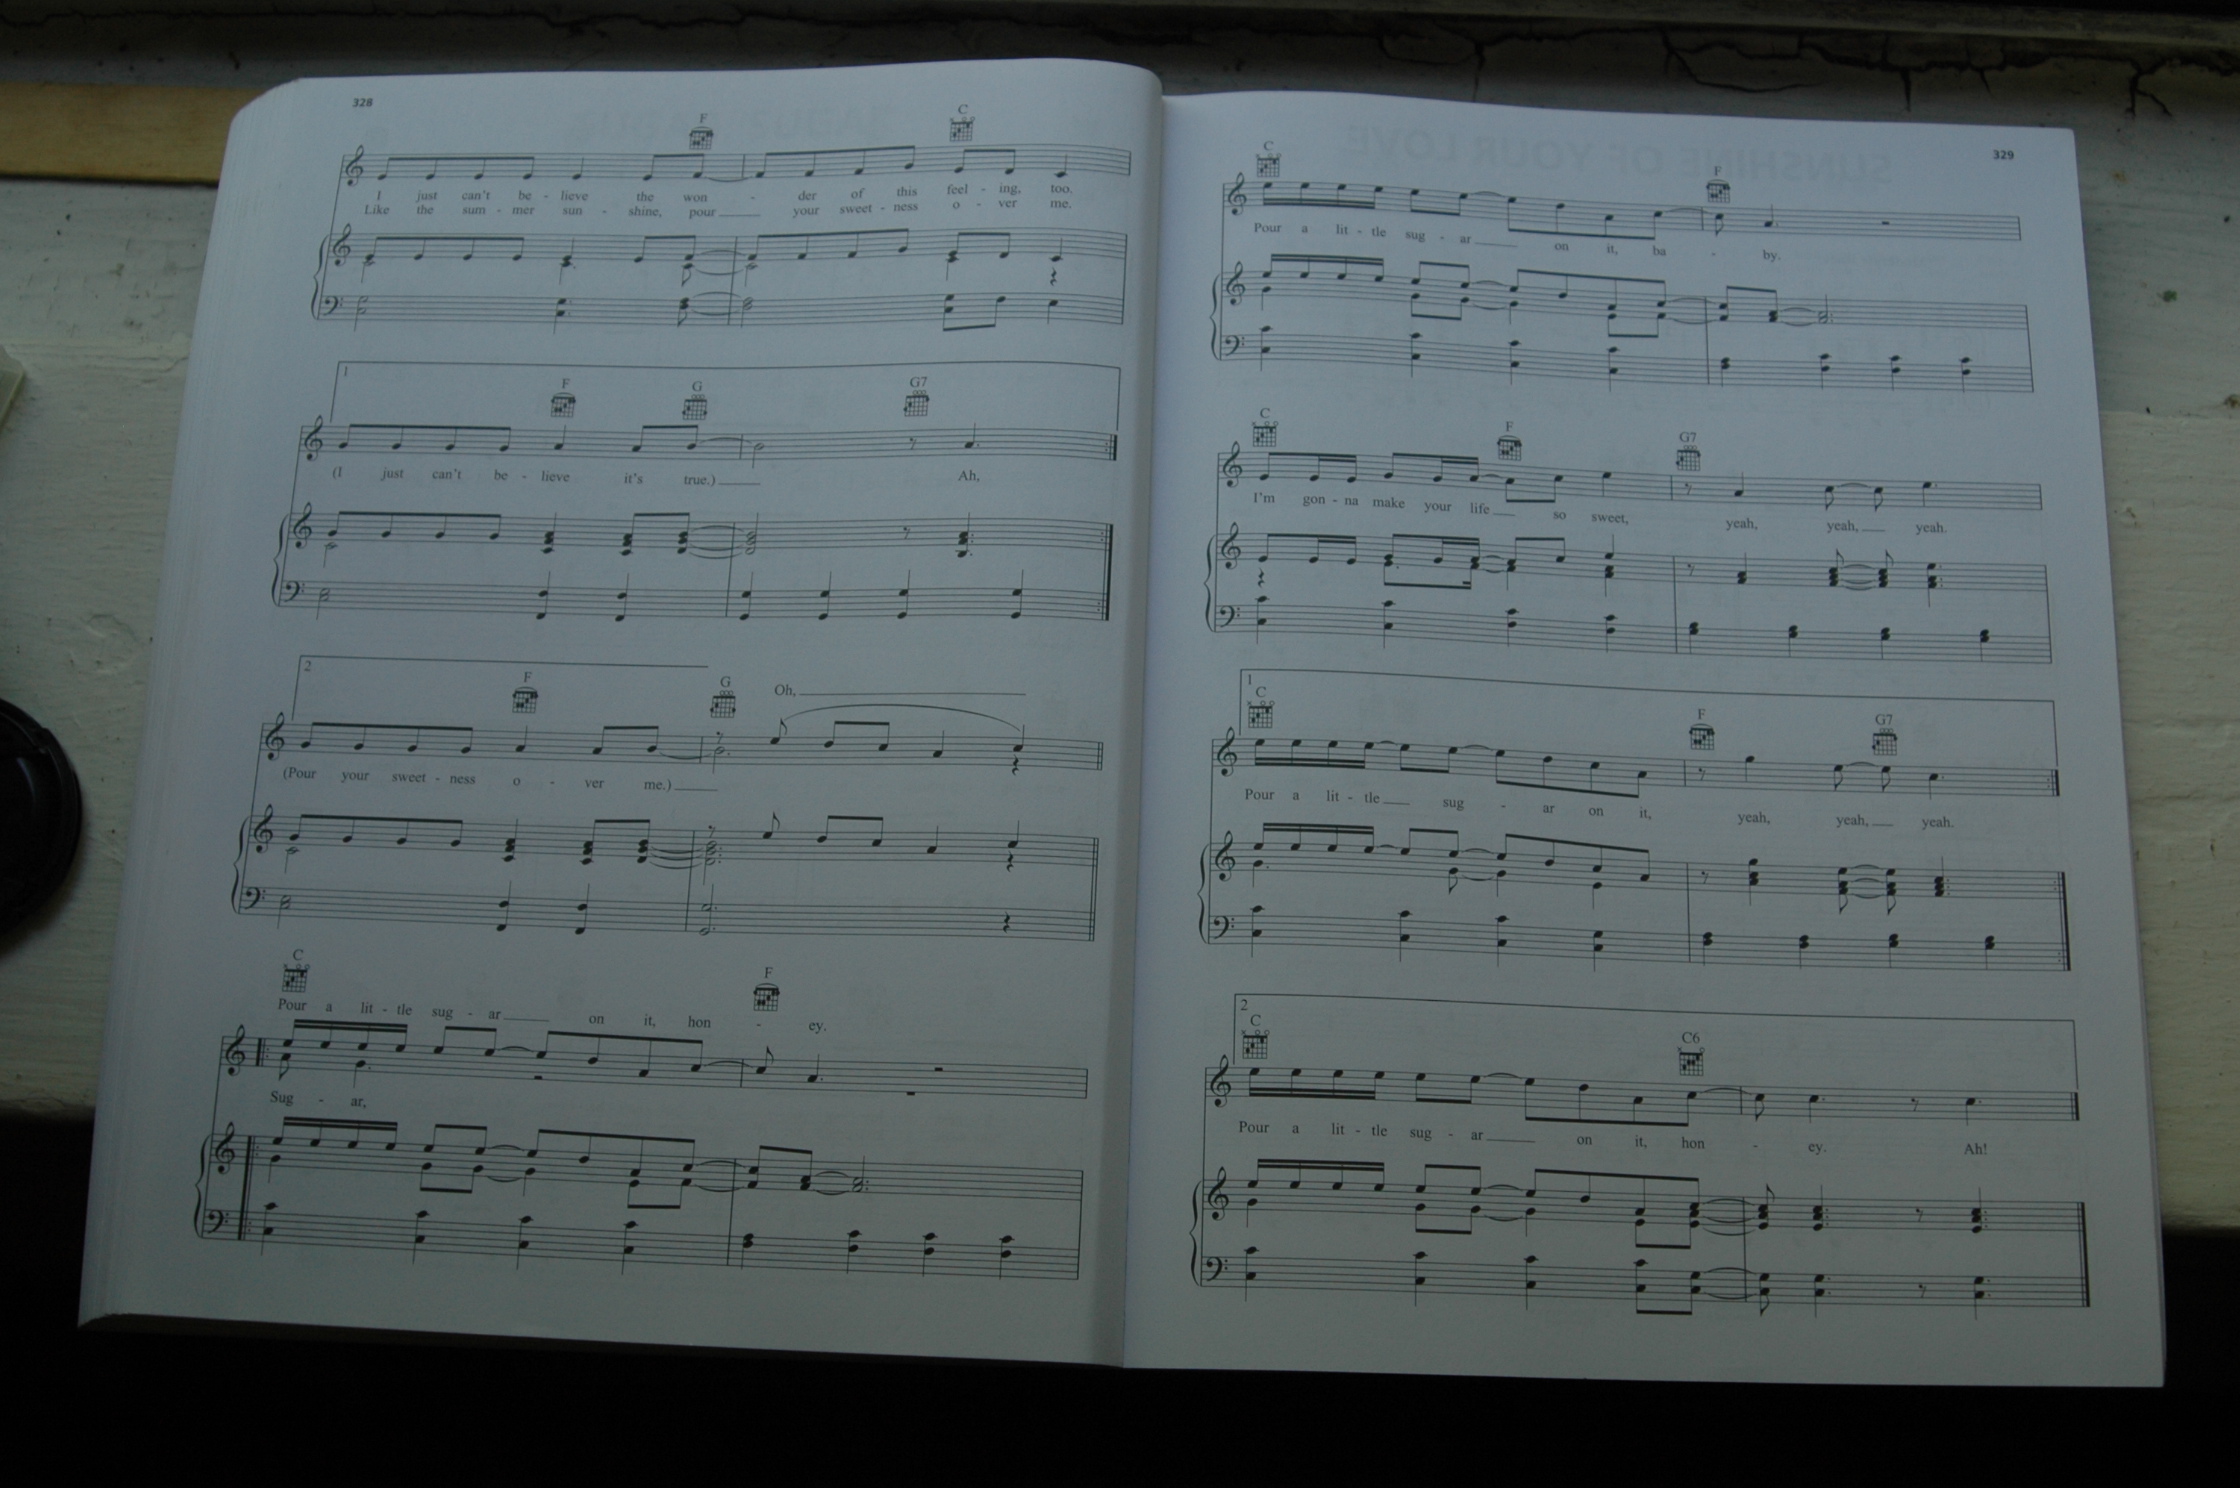 328
F C
I just can't be - lieve the won - der of this feel - ing, too.
Like the sum - mer sun - shine, pour your sweet - ness o - ver me.
1
F G G7
(I just can't be - lieve it's true.) Ah,
2
F G Oh,
(Pour your sweet - ness o - ver me.)
C F
Pour a lit - tle sug - ar on it, hon - ey.
Sug - ar,
SUNSHINE OF YOUR LOVE
329
C F
Pour a lit - tle sug - ar on it, ba - by.
C F G7
I'm gon - na make your life so sweet, yeah, yeah, yeah.
1
C F G7
Pour a lit - tle sug - ar on it, yeah, yeah, yeah.
2
C C6
Pour a lit - tle sug - ar on it, hon - ey. Ah!